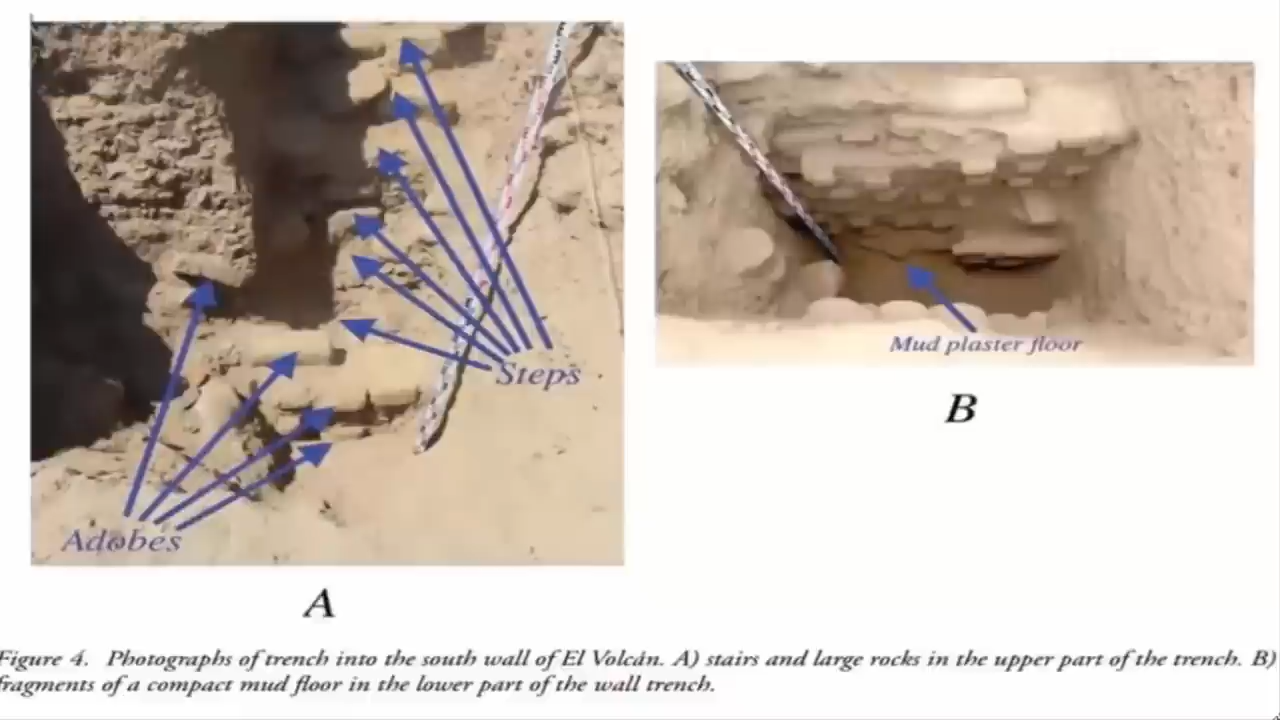 Steps
Adobes
A
Mud plaster floor
B
Figure 4. Photographs of trench into the south wall of El Volcán. A) stairs and large rocks in the upper part of the trench. B)
fragments of a compact mud floor in the lower part of the wall trench.